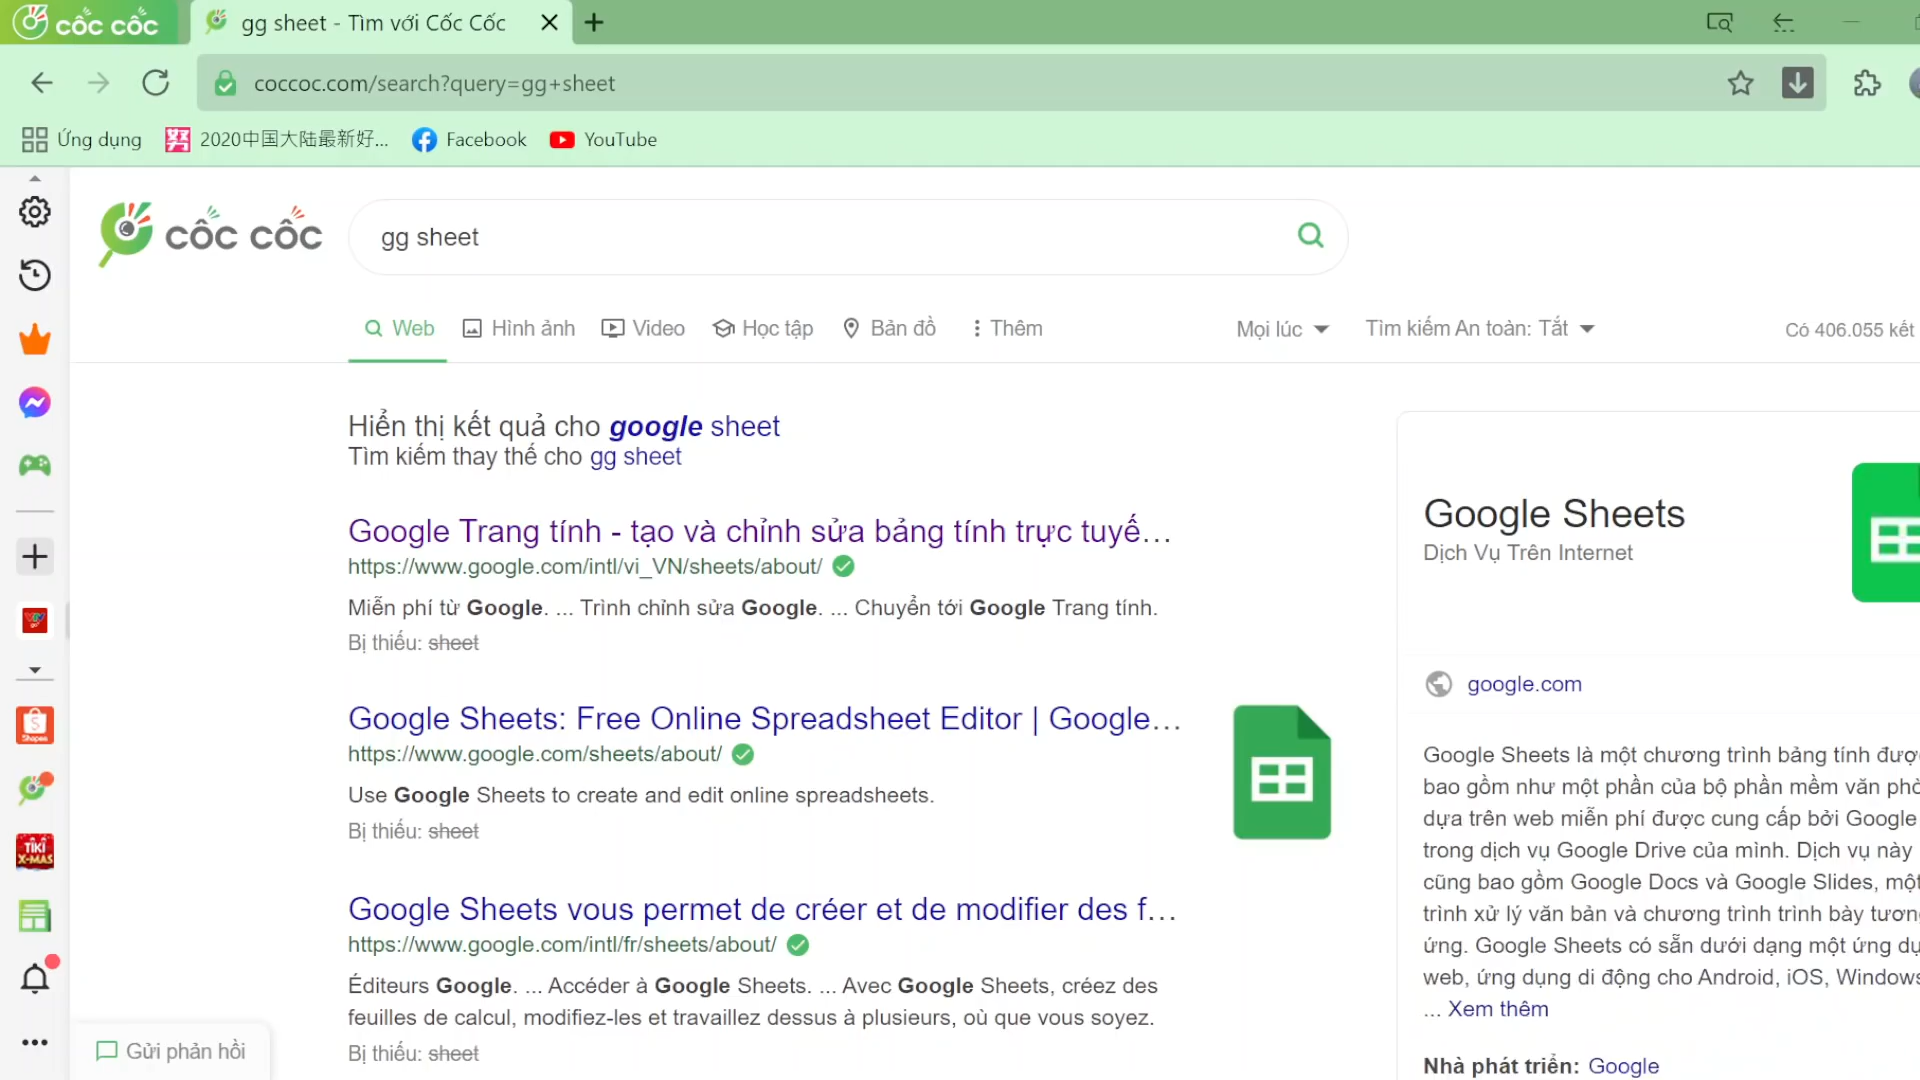 cốc cốc
gg sheet - Tìm với Cốc Cốc
coccoc.com/search?query=gg+sheet
Ứng dụng
2020中国大陆最新好...
Facebook
YouTube
cốc cốc
gg sheet
Web
Hình ảnh
Video
Học tập
Bản đồ
Thêm
Mọi lúc
Tìm kiếm An toàn: Tắt
Có 406.055 kết
Hiển thị kết quả cho google sheet
Tìm kiếm thay thế cho gg sheet
Google Trang tính - tạo và chỉnh sửa bảng tính trực tuyế...
https://www.google.com/intl/vi_VN/sheets/about/
Miễn phí từ Google. ... Trình chỉnh sửa Google. ... Chuyển tới Google Trang tính.
Bị thiếu: sheet
Google Sheets: Free Online Spreadsheet Editor | Google...
https://www.google.com/sheets/about/
Use Google Sheets to create and edit online spreadsheets.
Bị thiếu: sheet
Google Sheets vous permet de créer et de modifier des f...
https://www.google.com/intl/fr/sheets/about/
Éditeurs Google. ... Accéder à Google Sheets. ... Avec Google Sheets, créez des
feuilles de calcul, modifiez-les et travaillez dessus à plusieurs, où que vous soyez.
Bị thiếu: sheet
Google Sheets
Dịch Vụ Trên Internet
google.com
Google Sheets là một chương trình bảng tính đượ
bao gồm như một phần của bộ phần mềm văn phò
dựa trên web miễn phí được cung cấp bởi Google
trong dịch vụ Google Drive của mình. Dịch vụ này
cũng bao gồm Google Docs và Google Slides, một
trình xử lý văn bản và chương trình trình bày tương
ứng. Google Sheets có sẵn dưới dạng một ứng dụ
web, ứng dụng di động cho Android, iOS, Windows
... Xem thêm
Nhà phát triển: Google
VTV
go
Shopee
TIKI
X-MAS
Gửi phản hồi